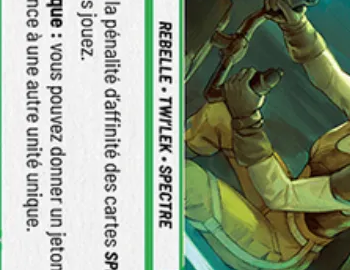 REBELLE • TWI'LEK • SPECTRE
la pénalité d'affinité des cartes SP
s jouez.
que : vous pouvez donner un jeton
nce à une autre unité unique.